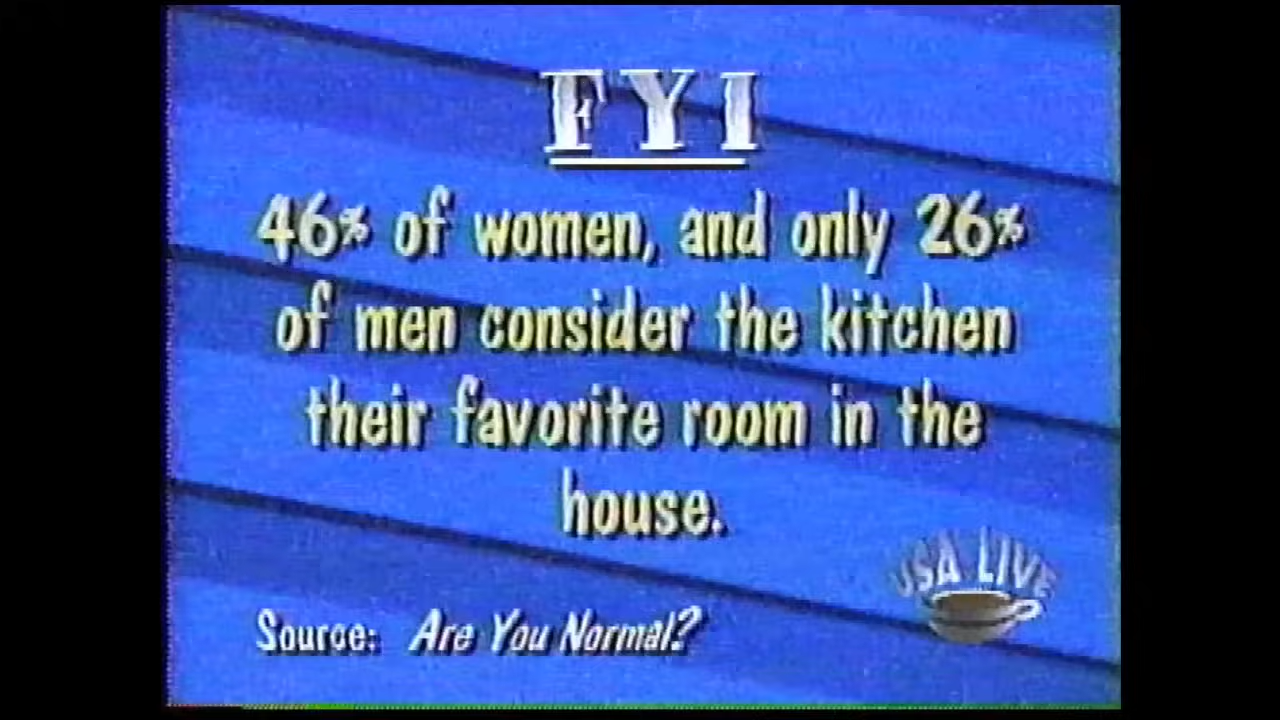 FYI
46% of women, and only 26%
of men consider the kitchen
their favorite room in the
house.
USA LIVE
Source: Are You Normal?